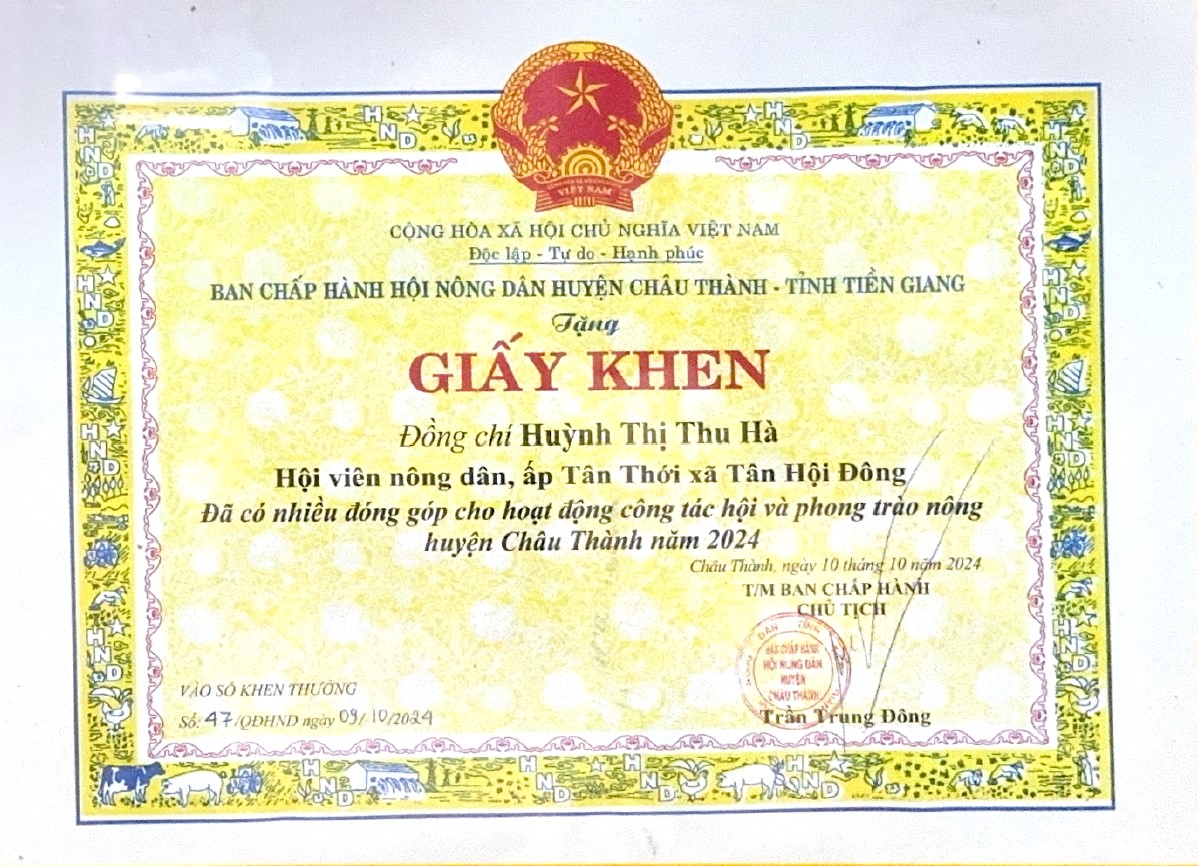 VIỆT NAM
CỘNG HÒA XÃ HỘI CHỦ NGHĨA VIỆT NAM
Độc lập - Tự do - Hạnh phúc
BAN CHẤP HÀNH HỘI NÔNG DÂN HUYỆN CHÂU THÀNH - TỈNH TIỀN GIANG
Tặng
GIẤY KHEN
Đồng chí Huỳnh Thị Thu Hà
Hội viên nông dân, ấp Tân Thới xã Tân Hội Đông
Đã có nhiều đóng góp cho hoạt động công tác hội và phong trào nông
huyện Châu Thành năm 2024
Châu Thành, ngày 10 tháng 10 năm 2024
T/M BAN CHẤP HÀNH
CHỦ TỊCH
BAN CHẤP HÀNH
HỘI NÔNG DÂN
HUYỆN
CHÂU THÀNH
Trần Trung Đông
VÀO SỔ KHEN THƯỞNG
Số: 47/QĐHND ngày 09/10/2024